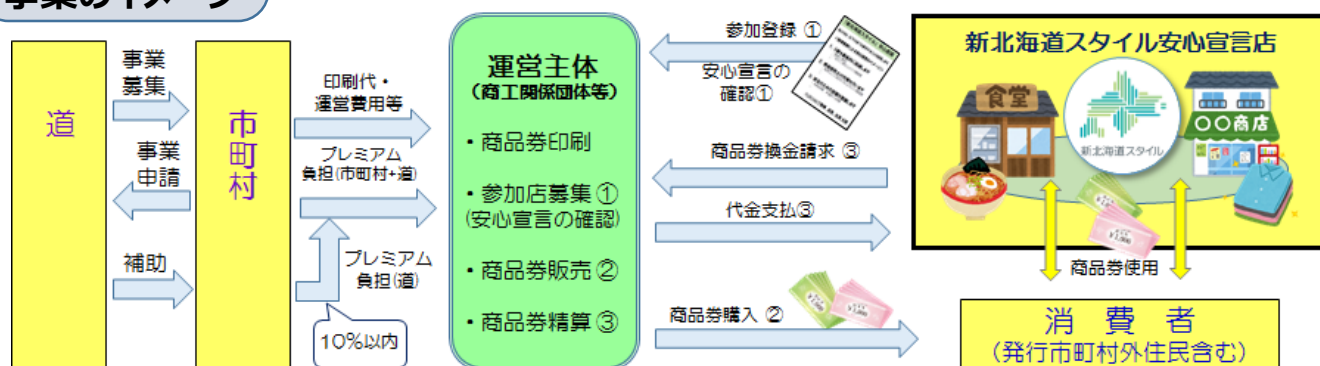 事業のイメージ
道
事業
募集
事業
申請
補助
市町村
印刷代・
運営費用等
プレミアム
負担(市町村+道)
プレミアム
負担(道)
10%以内
運営主体
(商工関係団体等)
・商品券印刷
・参加店募集①
(安心宣言の確認)
・商品券販売②
・商品券精算③
参加登録 ①
安心宣言の
確認①
商品券換金請求 ③
代金支払③
商品券購入 ②
新北海道スタイル安心宣言店
食堂
新北海道スタイル
〇〇商店
商品券使用
消費者
(発行市町村外住民含む)